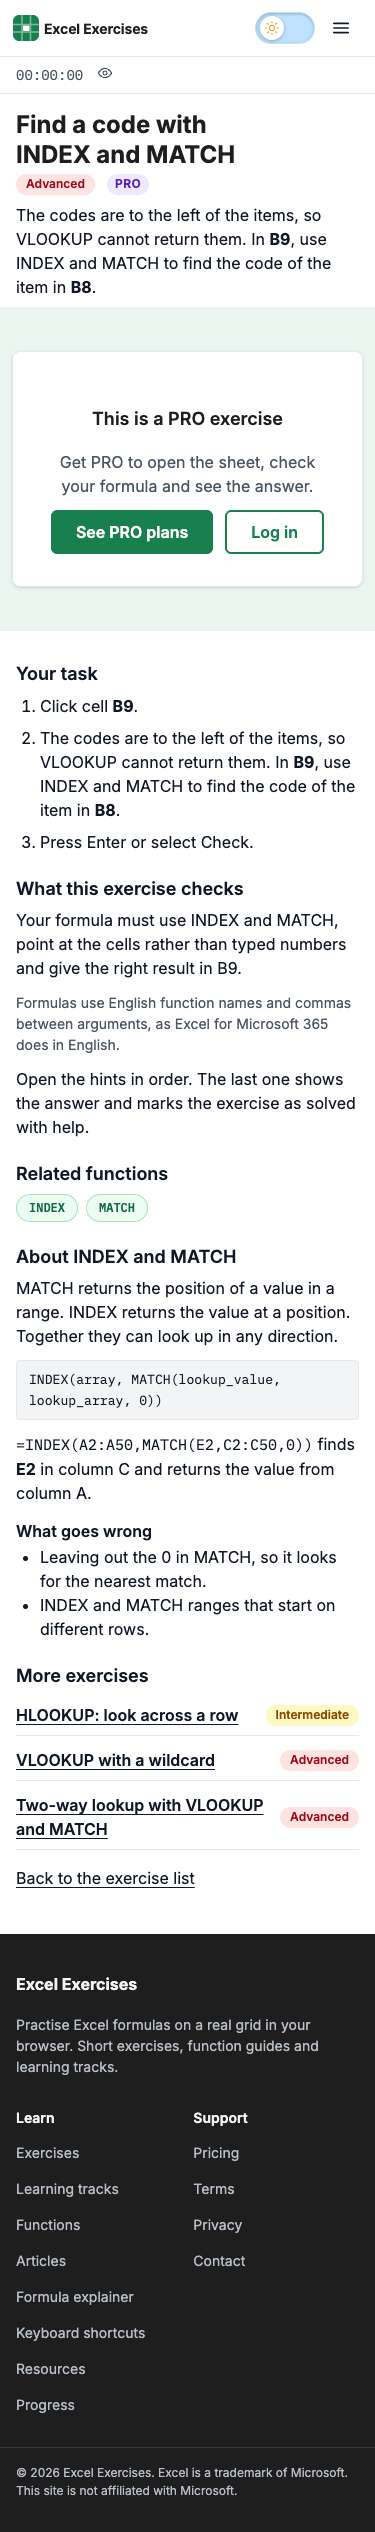 Excel Exercises
00:00:00
Find a code with
INDEX and MATCH
Advanced PRO
The codes are to the left of the items, so
VLOOKUP cannot return them. In B9, use
INDEX and MATCH to find the code of the
item in B8.
This is a PRO exercise
Get PRO to open the sheet, check
your formula and see the answer.
See PRO plans Log in
Your task
1. Click cell B9.
2. The codes are to the left of the items, so
VLOOKUP cannot return them. In B9, use
INDEX and MATCH to find the code of the
item in B8.
3. Press Enter or select Check.
What this exercise checks
Your formula must use INDEX and MATCH,
point at the cells rather than typed numbers
and give the right result in B9.
Formulas use English function names and commas
between arguments, as Excel for Microsoft 365
does in English.
Open the hints in order. The last one shows
the answer and marks the exercise as solved
with help.
Related functions
INDEX MATCH
About INDEX and MATCH
MATCH returns the position of a value in a
range. INDEX returns the value at a position.
Together they can look up in any direction.
INDEX(array, MATCH(lookup_value,
lookup_array, 0))
=INDEX(A2:A50,MATCH(E2,C2:C50,0)) finds
E2 in column C and returns the value from
column A.
What goes wrong
• Leaving out the 0 in MATCH, so it looks
for the nearest match.
• INDEX and MATCH ranges that start on
different rows.
More exercises
HLOOKUP: look across a row Intermediate
VLOOKUP with a wildcard Advanced
Two-way lookup with VLOOKUP
and MATCH Advanced
Back to the exercise list
Excel Exercises
Practise Excel formulas on a real grid in your
browser. Short exercises, function guides and
learning tracks.
Learn
Exercises
Learning tracks
Functions
Articles
Formula explainer
Keyboard shortcuts
Resources
Progress
Support
Pricing
Terms
Privacy
Contact
© 2026 Excel Exercises. Excel is a trademark of Microsoft.
This site is not affiliated with Microsoft.